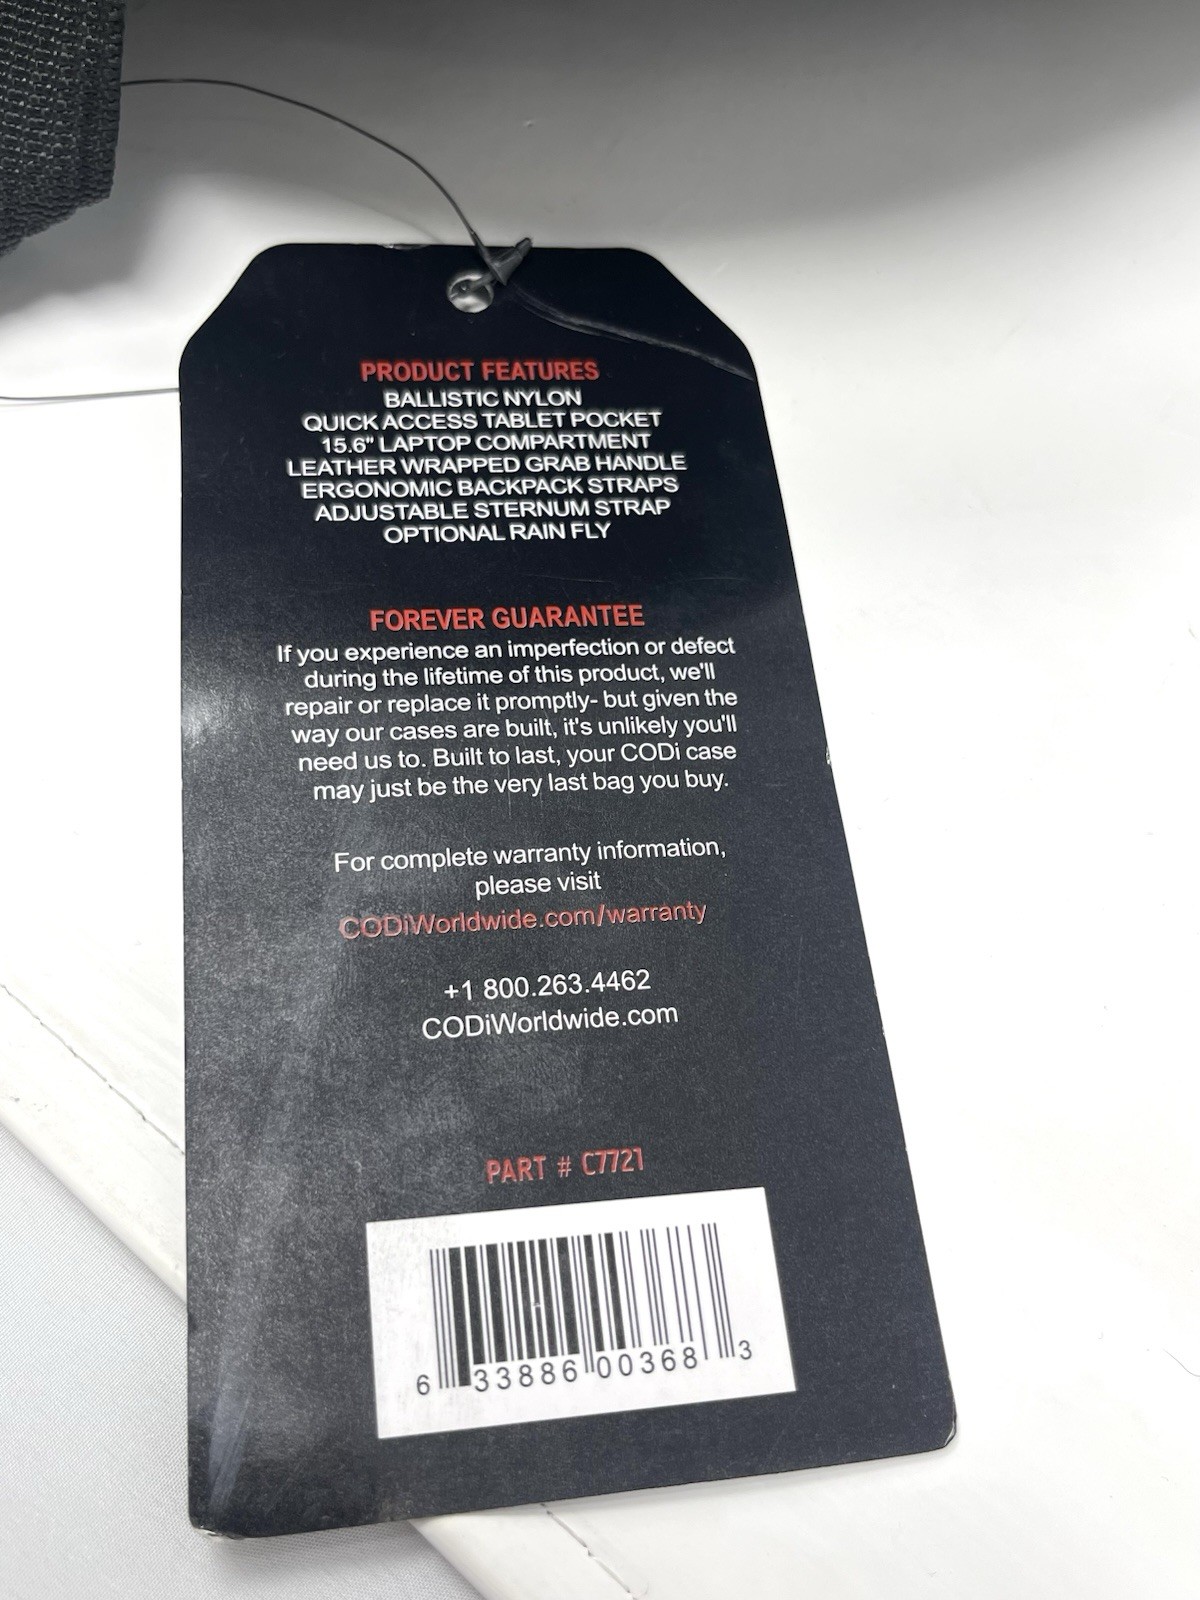 PRODUCT FEATURES
BALLISTIC NYLON
QUICK ACCESS TABLET POCKET
15.6" LAPTOP COMPARTMENT
LEATHER WRAPPED GRAB HANDLE
ERGONOMIC BACKPACK STRAPS
ADJUSTABLE STERNUM STRAP
OPTIONAL RAIN FLY
FOREVER GUARANTEE
If you experience an imperfection or defect
during the lifetime of this product, we'll
repair or replace it promptly- but given the
way our cases are built, it's unlikely you'll
need us to. Built to last, your CODi case
may just be the very last bag you buy.
For complete warranty information,
please visit
CODiWorldwide.com/warranty
+1 800.263.4462
CODiWorldwide.com
PART # C7721
6 33886 00368 3